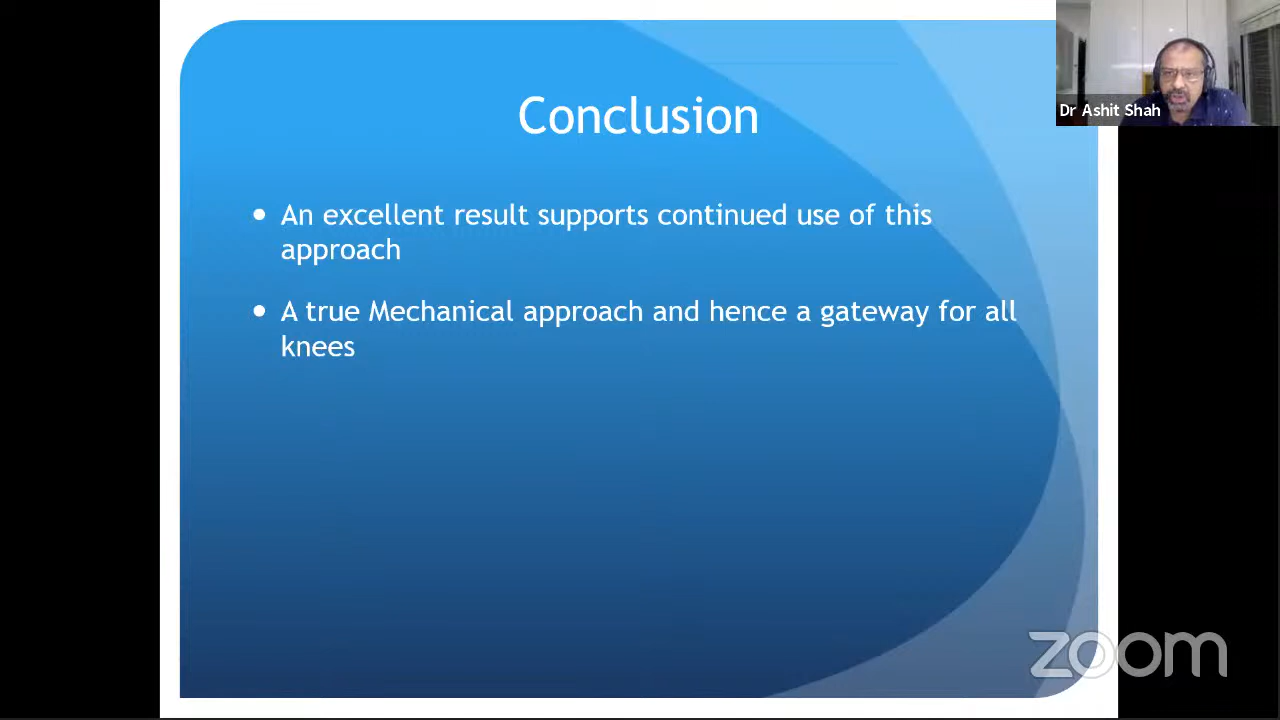 Conclusion
Dr Ashit Shah
• An excellent result supports continued use of this
approach
• A true Mechanical approach and hence a gateway for all
knees
zoom